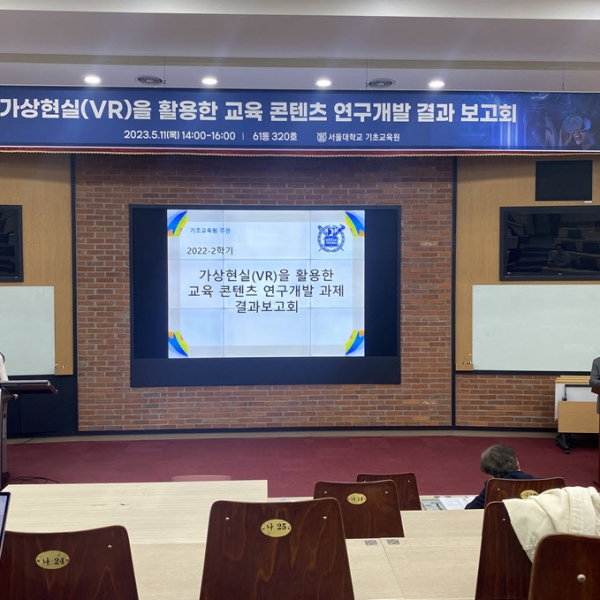 가상현실(VR)을 활용한 교육 콘텐츠 연구개발 결과 보고회
2023.5.11(목) 14:00-16:00 | 61동 320호 서울대학교 기초교육원
기초교육원 주관
2022-2학기
가상현실(VR)을 활용한
교육 콘텐츠 연구개발 과제
결과보고회
나 24
나 25